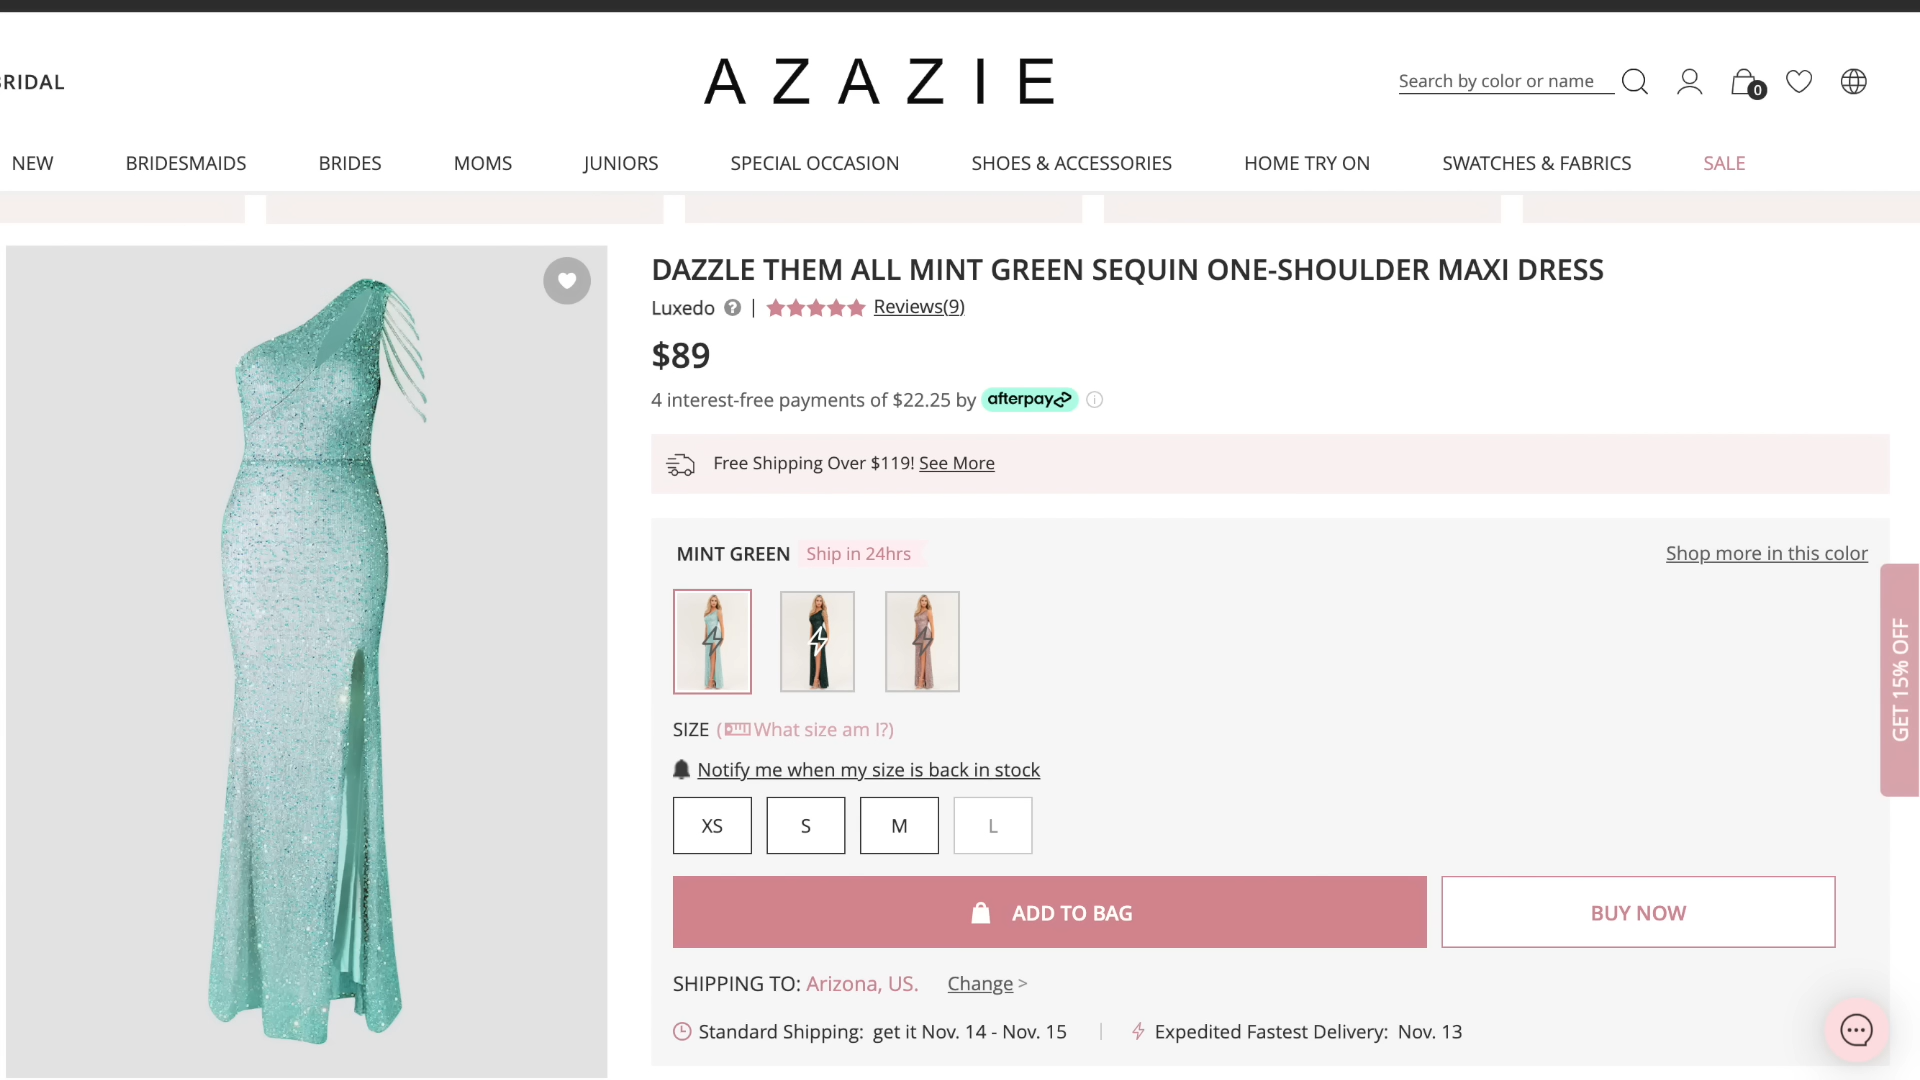 BRIDAL
AZAZIE
Search by color or name
0
NEW BRIDESMAIDS BRIDES MOMS JUNIORS SPECIAL OCCASION SHOES & ACCESSORIES HOME TRY ON SWATCHES & FABRICS SALE
DAZZLE THEM ALL MINT GREEN SEQUIN ONE-SHOULDER MAXI DRESS
Luxedo ? | Reviews(9)
$89
4 interest-free payments of $22.25 by afterpay
Free Shipping Over $119! See More
MINT GREEN Ship in 24hrs
Shop more in this color
SIZE (What size am I?)
Notify me when my size is back in stock
XS S M L
ADD TO BAG
BUY NOW
SHIPPING TO: Arizona, US. Change >
Standard Shipping: get it Nov. 14 - Nov. 15 | Expedited Fastest Delivery: Nov. 13
GET 15% OFF